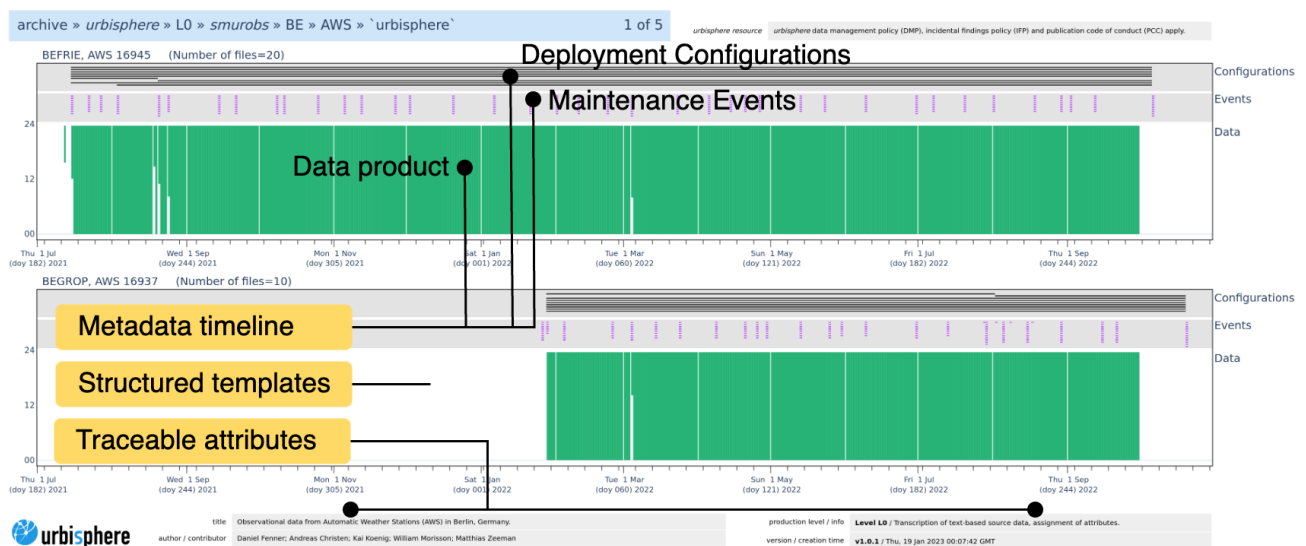 archive » urbisphere » L0 » smurobs » BE » AWS » `urbisphere` 1 of 5
urbisphere resource urbisphere data management policy (DMP), incidental findings policy (IFP) and publication code of conduct (PCC) apply.
BEFRIE, AWS 16945 (Number of files=20)
Deployment Configurations
Configurations
Maintenance Events
Events
24
Data
Data product
12
00
Thu 1 Jul Wed 1 Sep Mon 1 Nov Sat 1 Jan Tue 1 Mar Sun 1 May Fri 1 Jul Thu 1 Sep
(doy 182) 2021 (doy 244) 2021 (doy 305) 2021 (doy 001) 2022 (doy 060) 2022 (doy 121) 2022 (doy 182) 2022 (doy 244) 2022
BEGROP, AWS 16937 (Number of files=10)
Configurations
Metadata timeline
Events
24
Data
Structured templates
12
Traceable attributes
00
Thu 1 Jul Wed 1 Sep Mon 1 Nov Sat 1 Jan Tue 1 Mar Sun 1 May Fri 1 Jul Thu 1 Sep
(doy 182) 2021 (doy 244) 2021 (doy 305) 2021 (doy 001) 2022 (doy 060) 2022 (doy 121) 2022 (doy 182) 2022 (doy 244) 2022
urbisphere
title Observational data from Automatic Weather Stations (AWS) in Berlin, Germany.
author / contributor Daniel Fenner; Andreas Christen; Kai Koenig; William Morisson; Matthias Zeeman
production level / info Level L0 / Transcription of text-based source data, assignment of attributes.
version / creation time v1.0.1 / Thu, 19 Jan 2023 00:07:42 GMT